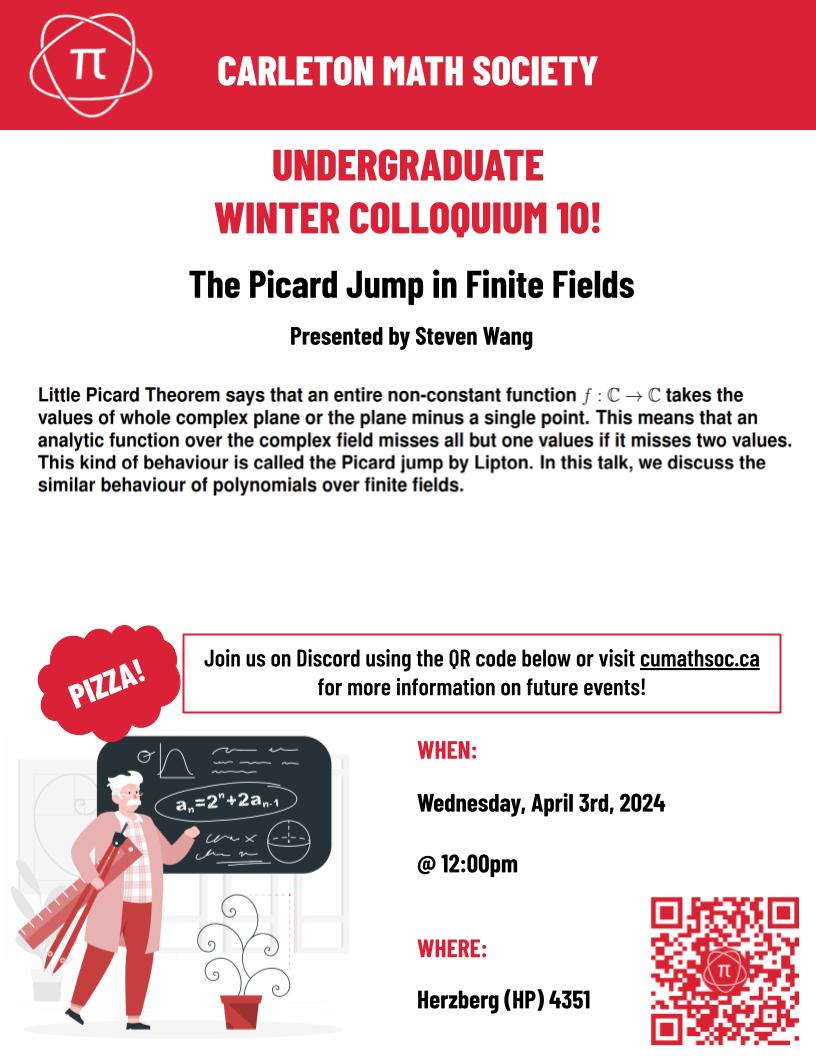 π
CARLETON MATH SOCIETY
UNDERGRADUATE
WINTER COLLOQUIUM 10!
The Picard Jump in Finite Fields
Presented by Steven Wang
Little Picard Theorem says that an entire non-constant function f : ℂ → ℂ takes the
values of whole complex plane or the plane minus a single point. This means that an
analytic function over the complex field misses all but one values if it misses two values.
This kind of behaviour is called the Picard jump by Lipton. In this talk, we discuss the
similar behaviour of polynomials over finite fields.
PIZZA!
Join us on Discord using the QR code below or visit cumathsoc.ca
for more information on future events!
aₙ=2ⁿ+2aₙ₋₁
WHEN:
Wednesday, April 3rd, 2024
@ 12:00pm
WHERE:
Herzberg (HP) 4351
π